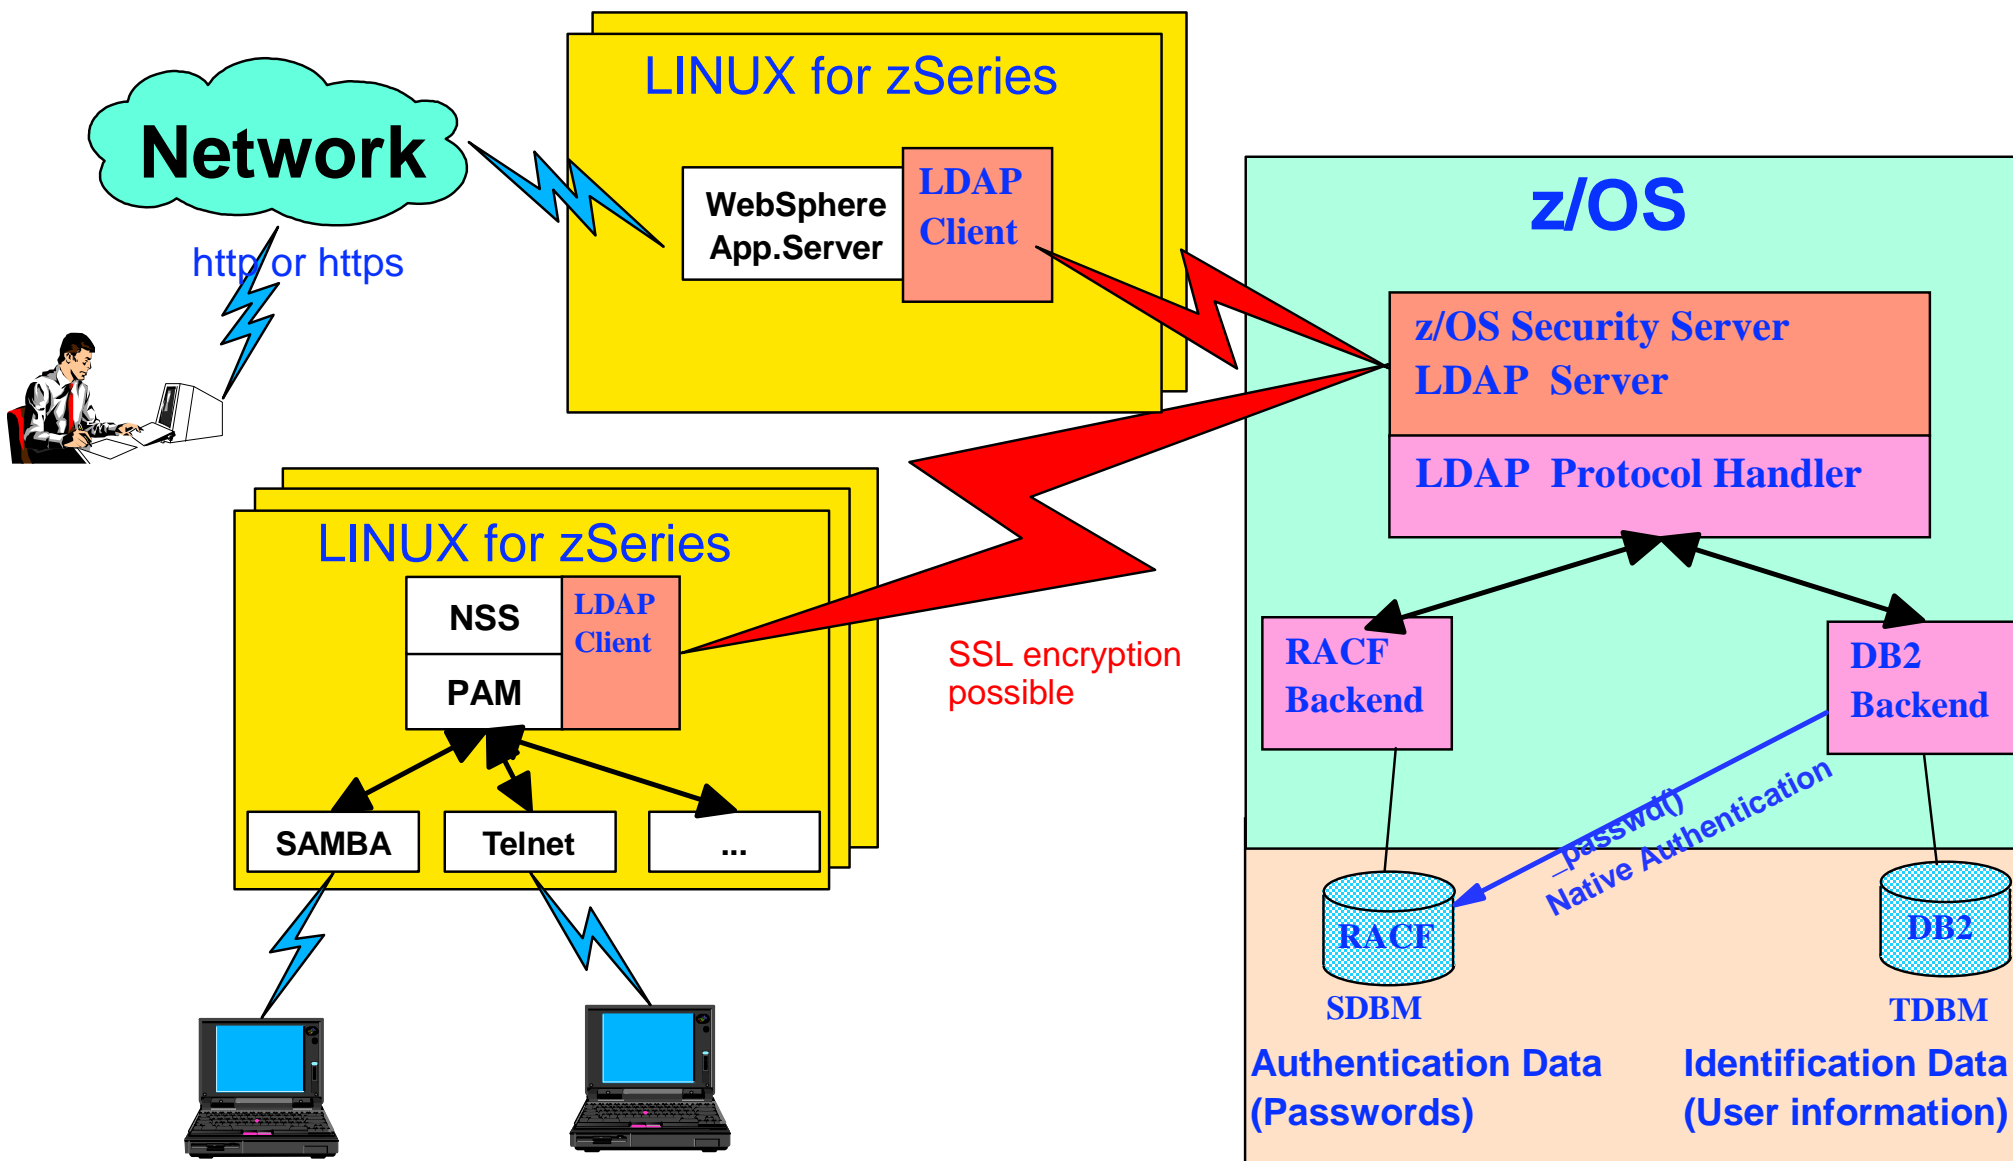 LINUX for zSeries
Network
WebSphere
App.Server
LDAP
Client
http or https
z/OS
z/OS Security Server
LDAP Server
LDAP Protocol Handler
LINUX for zSeries
NSS
PAM
LDAP
Client
SSL encryption
possible
RACF
Backend
DB2
Backend
SAMBA
Telnet
...
_passwd()
Native Authentication
RACF
DB2
SDBM
TDBM
Authentication Data
(Passwords)
Identification Data
(User information)